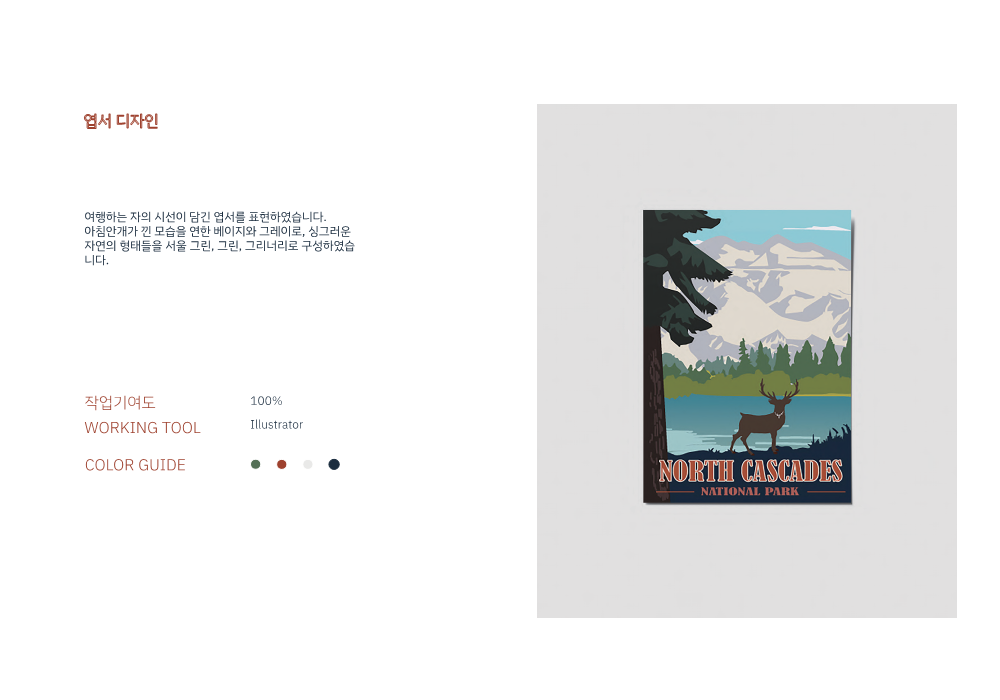 엽서 디자인
여행하는 자의 시선이 담긴 엽서를 표현하였습니다.
아침안개가 낀 모습을 연한 베이지와 그레이로, 싱그러운
자연의 형태들을 서울 그린, 그린, 그리너리로 구성하였습
니다.
작업기여도 100%
WORKING TOOL Illustrator
COLOR GUIDE
NORTH CASCADES
NATIONAL PARK